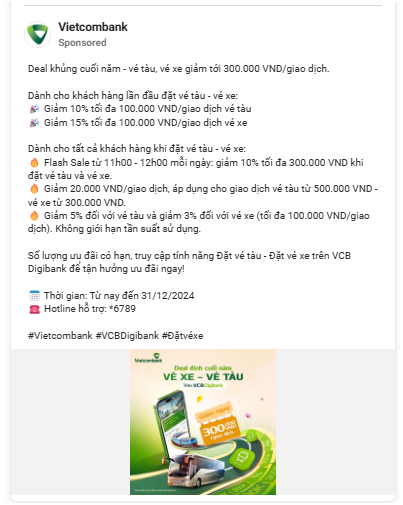 Vietcombank
Sponsored
Deal khủng cuối năm - vé tàu, vé xe giảm tới 300.000 VND/giao dịch.
Dành cho khách hàng lần đầu đặt vé tàu - vé xe:
🎉 Giảm 10% tối đa 100.000 VND/giao dịch vé tàu
🎉 Giảm 15% tối đa 100.000 VND/giao dịch vé xe
Dành cho tất cả khách hàng khi đặt vé tàu - vé xe:
🔥 Flash Sale từ 11h00 - 12h00 mỗi ngày: giảm 10% tối đa 300.000 VND khi
đặt vé tàu và vé xe.
🔥 Giảm 20.000 VND/giao dịch, áp dụng cho giao dịch vé tàu từ 500.000 VND -
vé xe từ 300.000 VND.
🔥 Giảm 5% đối với vé tàu và giảm 3% đối với vé xe (tối đa 100.000 VND/giao
dịch). Không giới hạn tần suất sử dụng.
Số lượng ưu đãi có hạn, truy cập tính năng Đặt vé tàu - Đặt vé xe trên VCB
Digibank để tận hưởng ưu đãi ngay!
🗓️ Thời gian: Từ nay đến 31/12/2024
☎️ Hotline hỗ trợ: *6789
#Vietcombank #VCBDigibank #Đặtvéxe
Vietcombank
Deal đỉnh cuối năm
VÉ XE – VÉ TÀU
Trên VCBDigibank
Giảm ngay
300.000
VND
/giao dịch